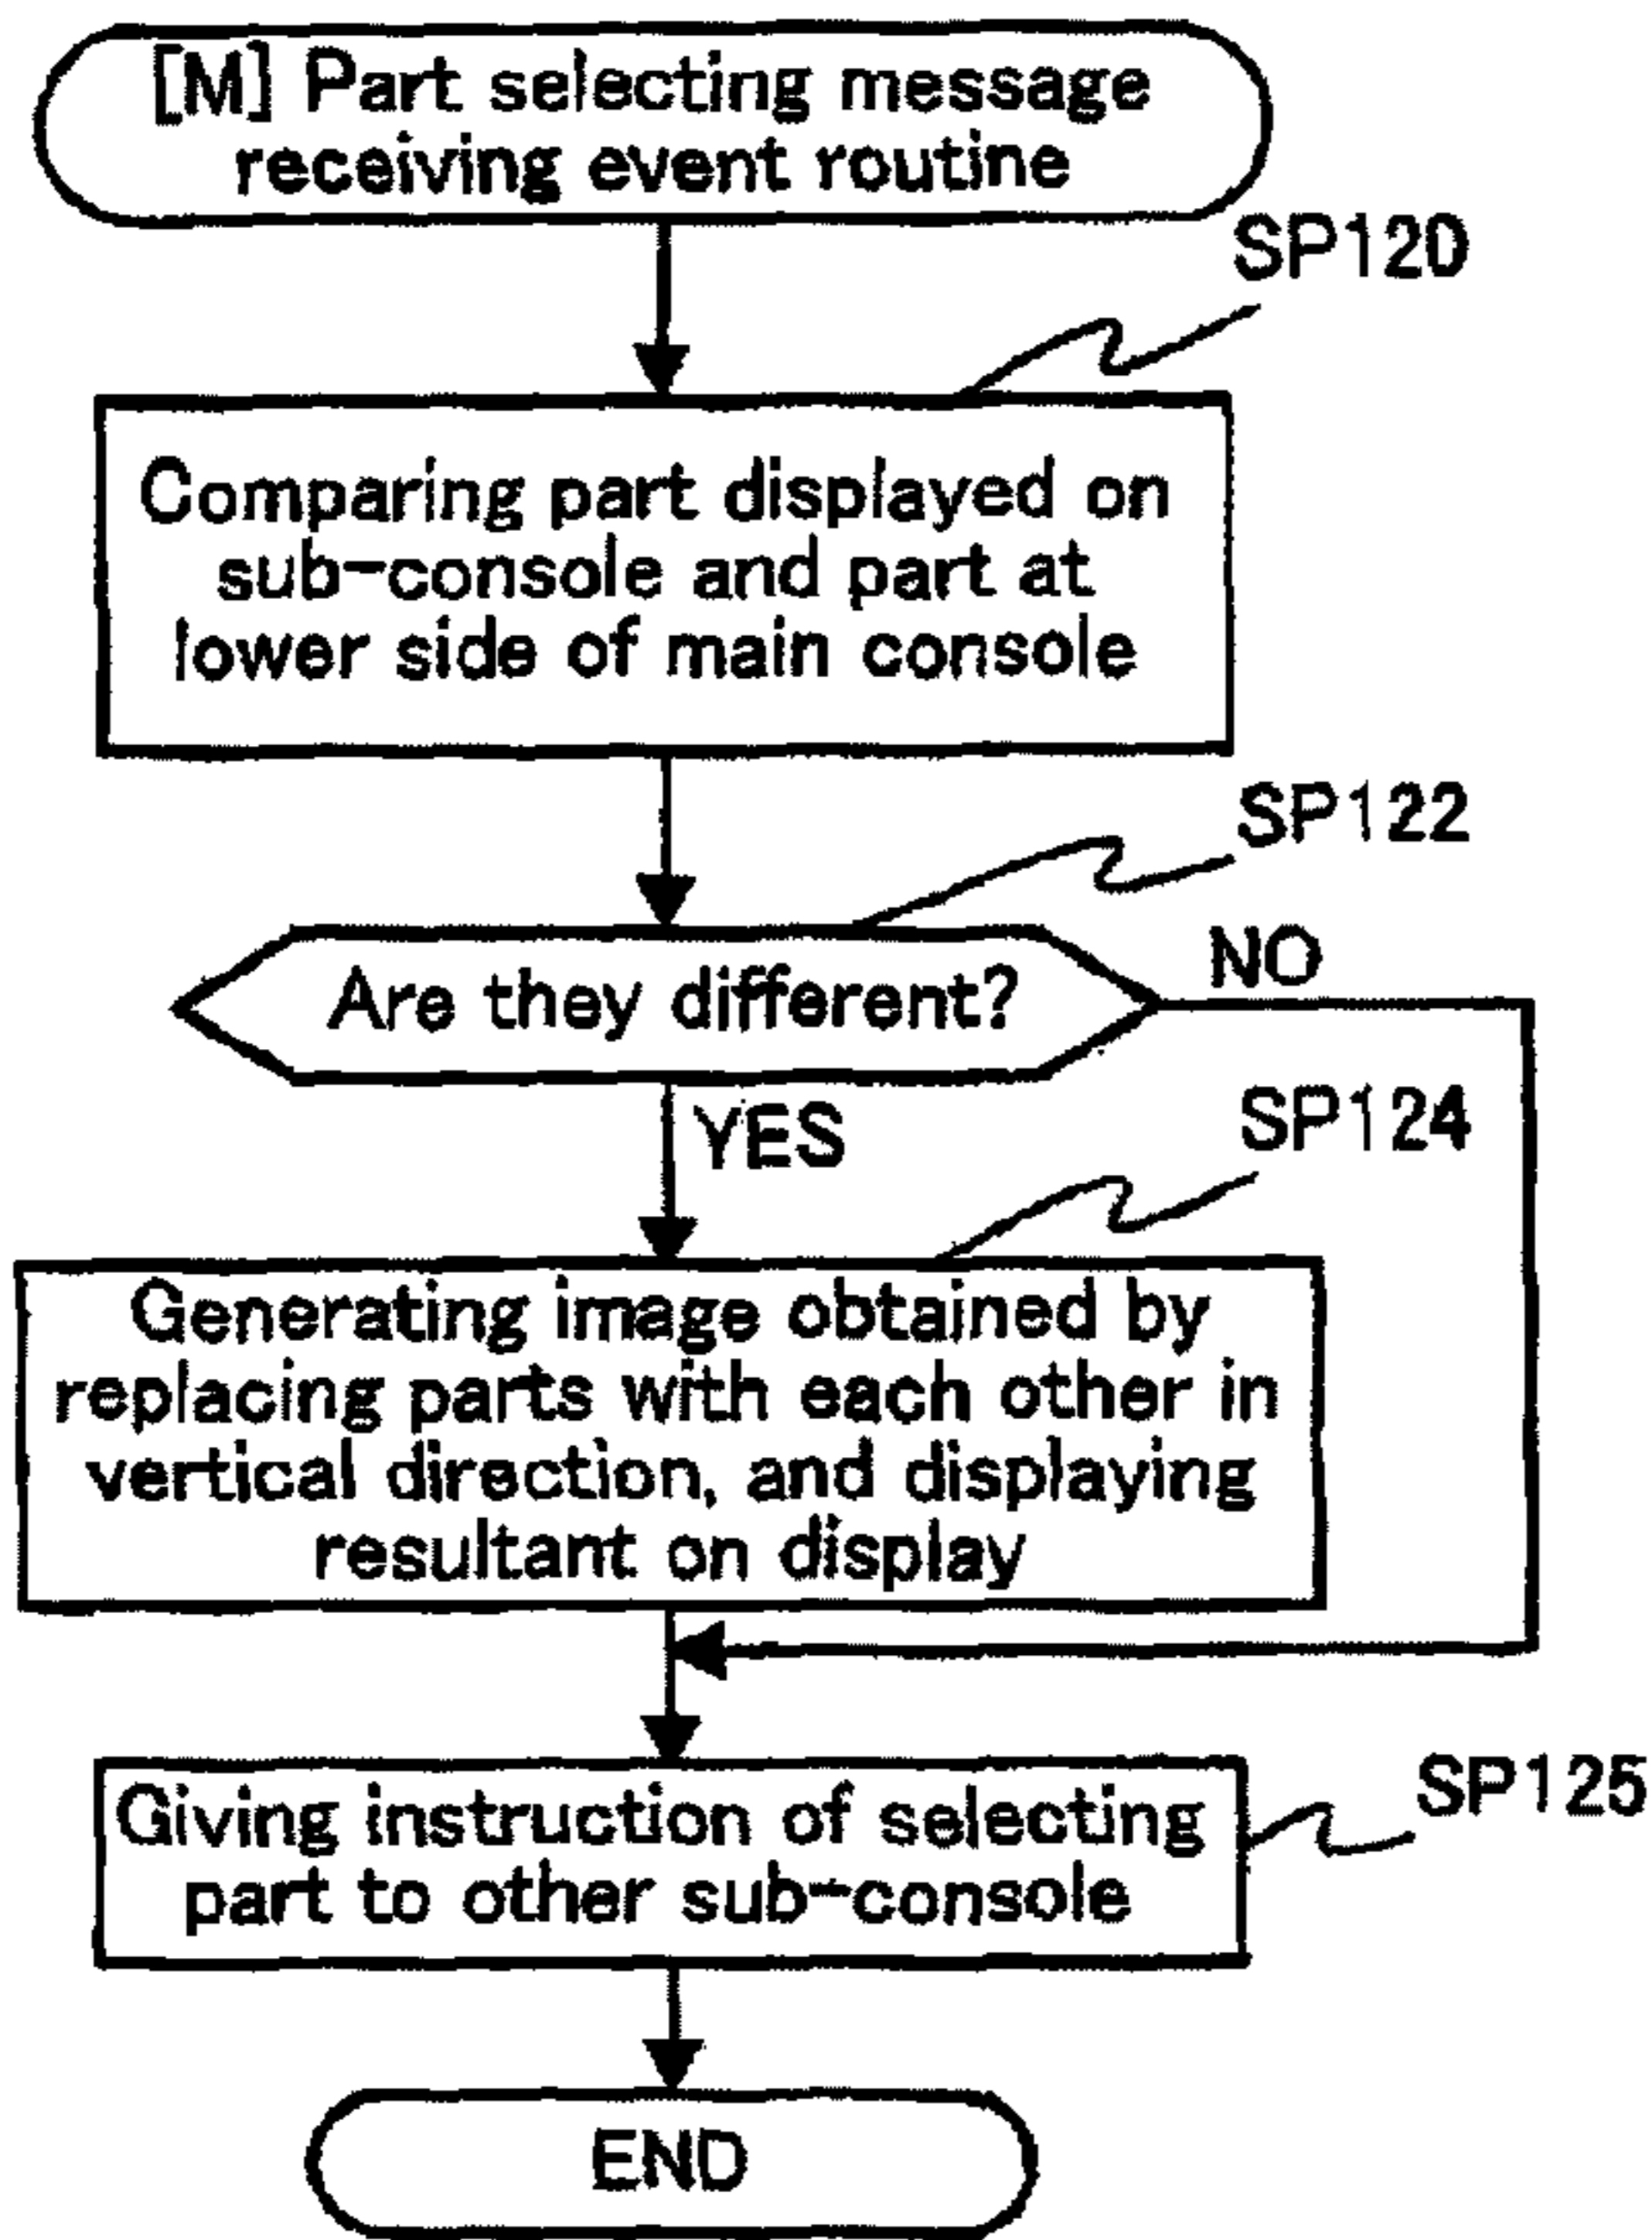 [M] Part selecting message
receiving event routine
SP120
Comparing part displayed on
sub-console and part at
lower side of main console
SP122
Are they different?
NO
YES
SP124
Generating image obtained by
replacing parts with each other in
vertical direction, and displaying
resultant on display
Giving instruction of selecting
part to other sub-console
SP125
END